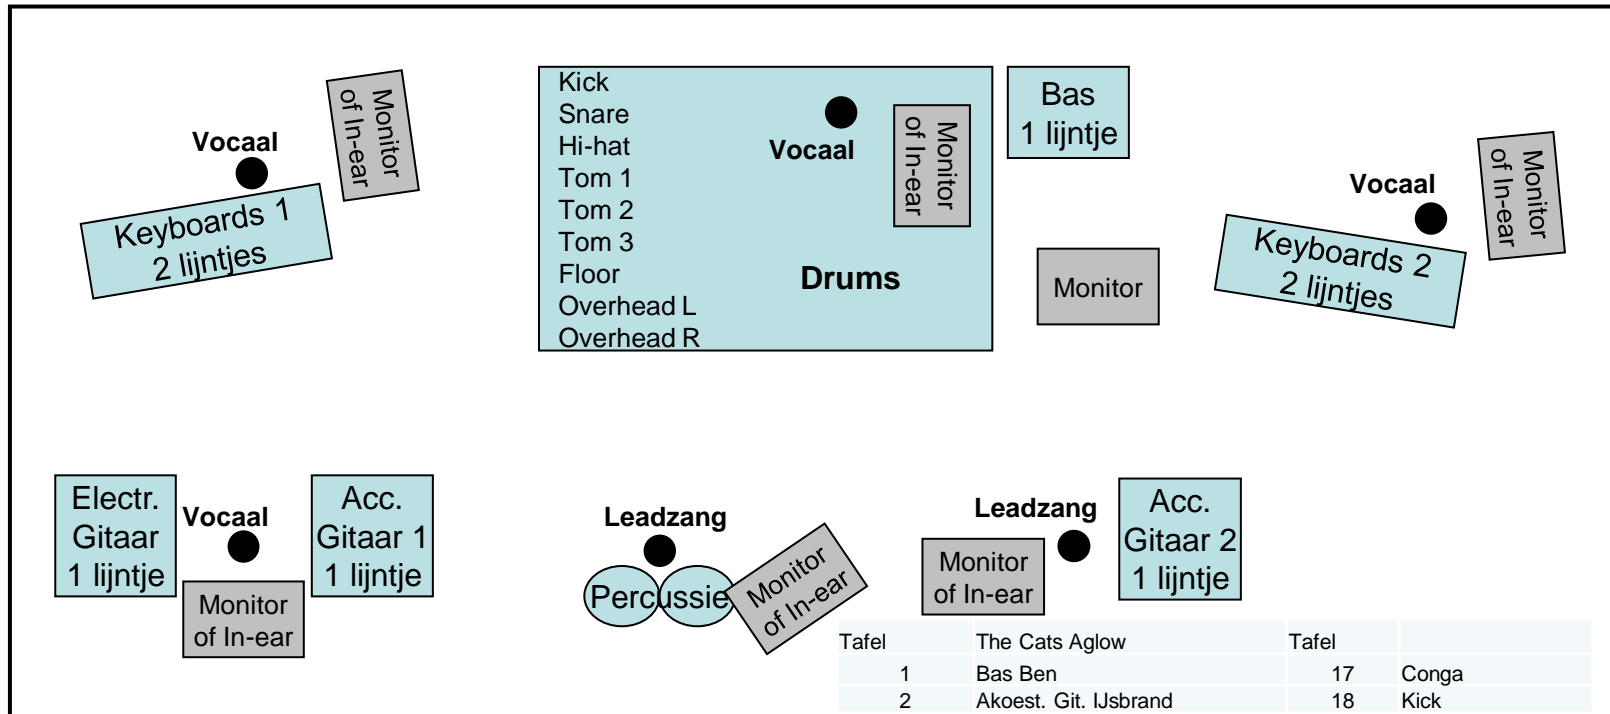 Vocaal
Monitor
of In-ear
Keyboards 1
2 lijntjes
Kick
Snare
Hi-hat
Tom 1
Tom 2
Tom 3
Floor
Overhead L
Overhead R
Vocaal
Monitor
of In-ear
Drums
Bas
1 lijntje
Monitor
Vocaal
Monitor
of In-ear
Keyboards 2
2 lijntjes
Electr.
Gitaar
1 lijntje
Vocaal
Monitor
of In-ear
Acc.
Gitaar 1
1 lijntje
Leadzang
Percussie
Monitor
of In-ear
Leadzang
Monitor
of In-ear
Acc.
Gitaar 2
1 lijntje
Tafel The Cats Aglow Tafel
1 Bas Ben 17 Conga
2 Akoest. Git. IJsbrand 18 Kick